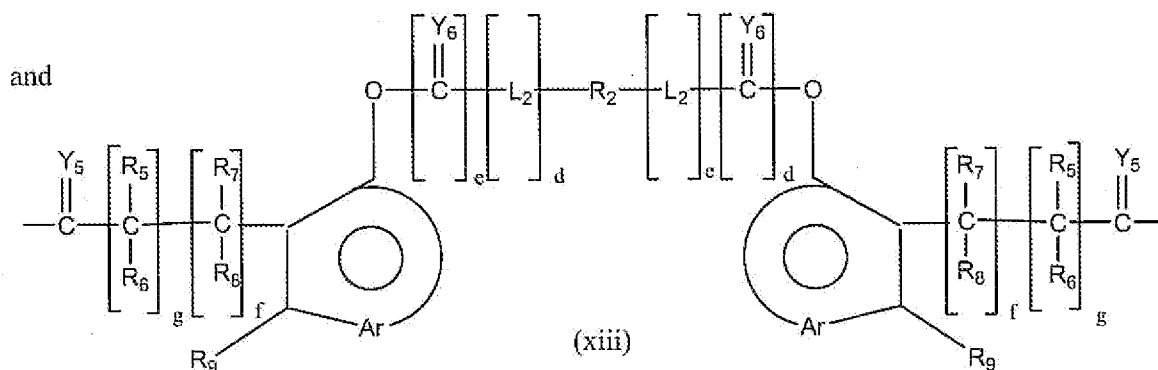 and
Y₆ Y₆
O C L₂ R₂ L₂ C O
e d e d
Y₅ R₅ R₇ R₇ R₅ Y₅
C C C C C C
R₆ R₈ R₈ R₆
g f f g
Ar Ar
R₉ (xiii) R₉